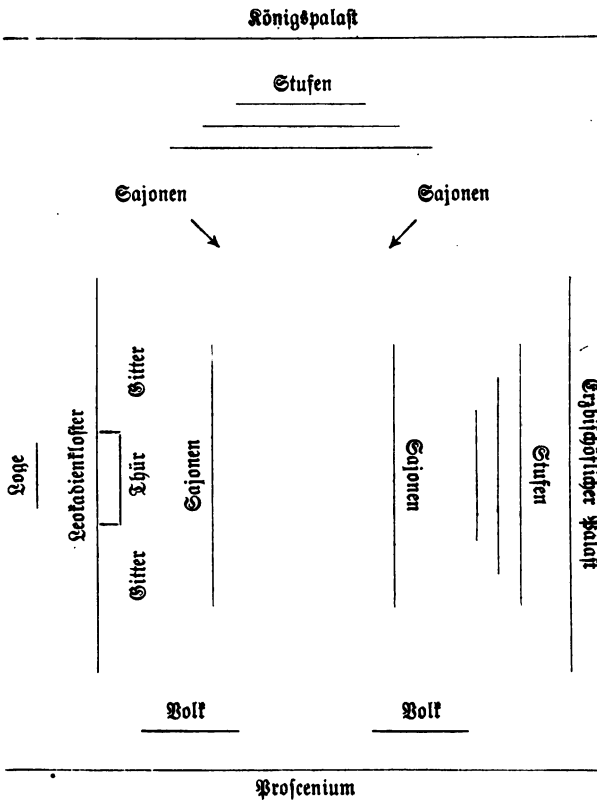 Königspalast
Stufen
Sajonen
Sajonen
Loge
Leokadienkloster
Gitter
Thür
Gitter
Sajonen
Sajonen
Stufen
Erzbischöflicher Palast
Volk
Volk
Proscenium